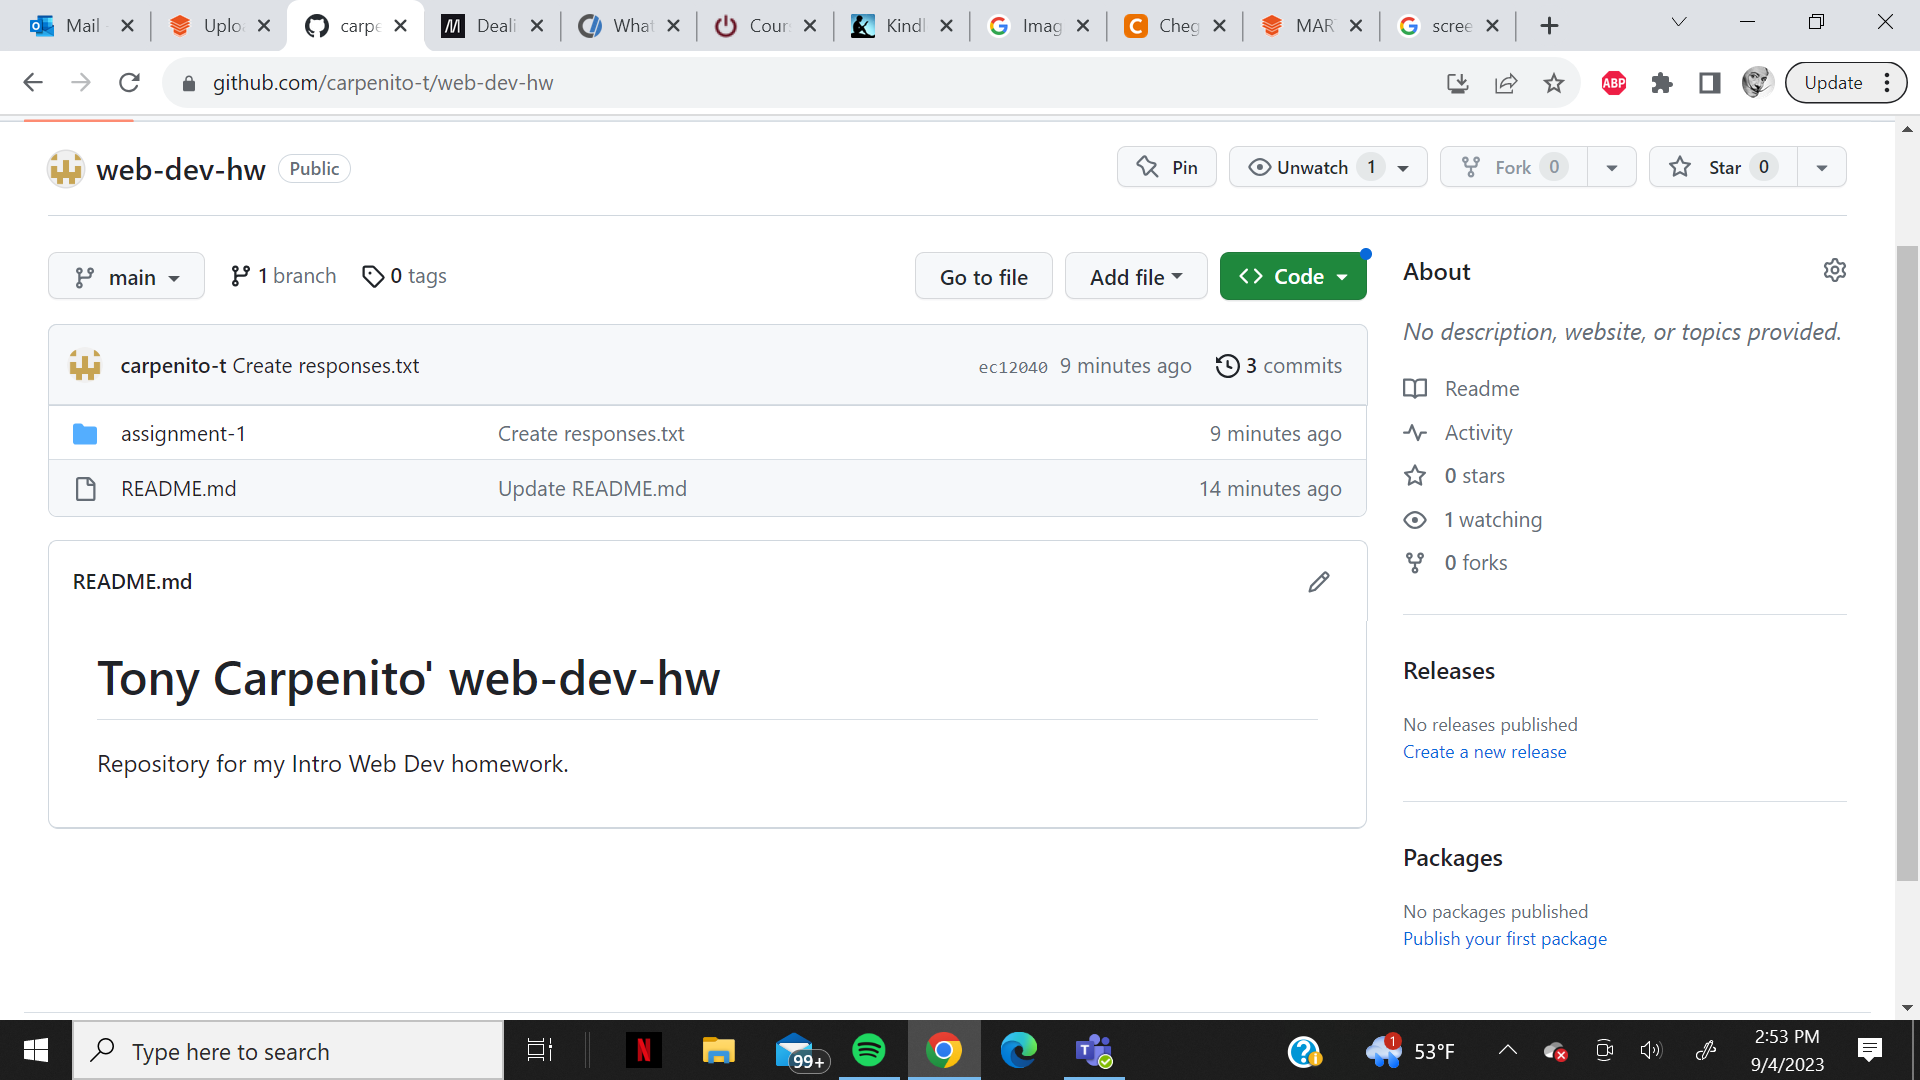 Mail
Uplo
carpe
Deali
What
Cour
Kindl
Imag
Cheg
MAR
scree
github.com/carpenito-t/web-dev-hw
ABP
Update
web-dev-hw Public
Pin
Unwatch 1
Fork 0
Star 0
main
1 branch
0 tags
Go to file
Add file
Code
carpenito-t Create responses.txt
ec12040 9 minutes ago
3 commits
assignment-1 Create responses.txt 9 minutes ago
README.md Update README.md 14 minutes ago
README.md
Tony Carpenito' web-dev-hw
Repository for my Intro Web Dev homework.
About
No description, website, or topics provided.
Readme
Activity
0 stars
1 watching
0 forks
Releases
No releases published
Create a new release
Packages
No packages published
Publish your first package
Type here to search
N
99+
T
1
53°F
2:53 PM
9/4/2023